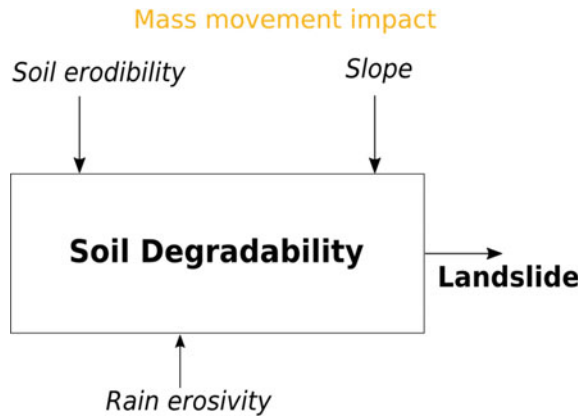 Mass movement impact
Soil erodibility
Slope
Soil Degradability
Landslide
Rain erosivity